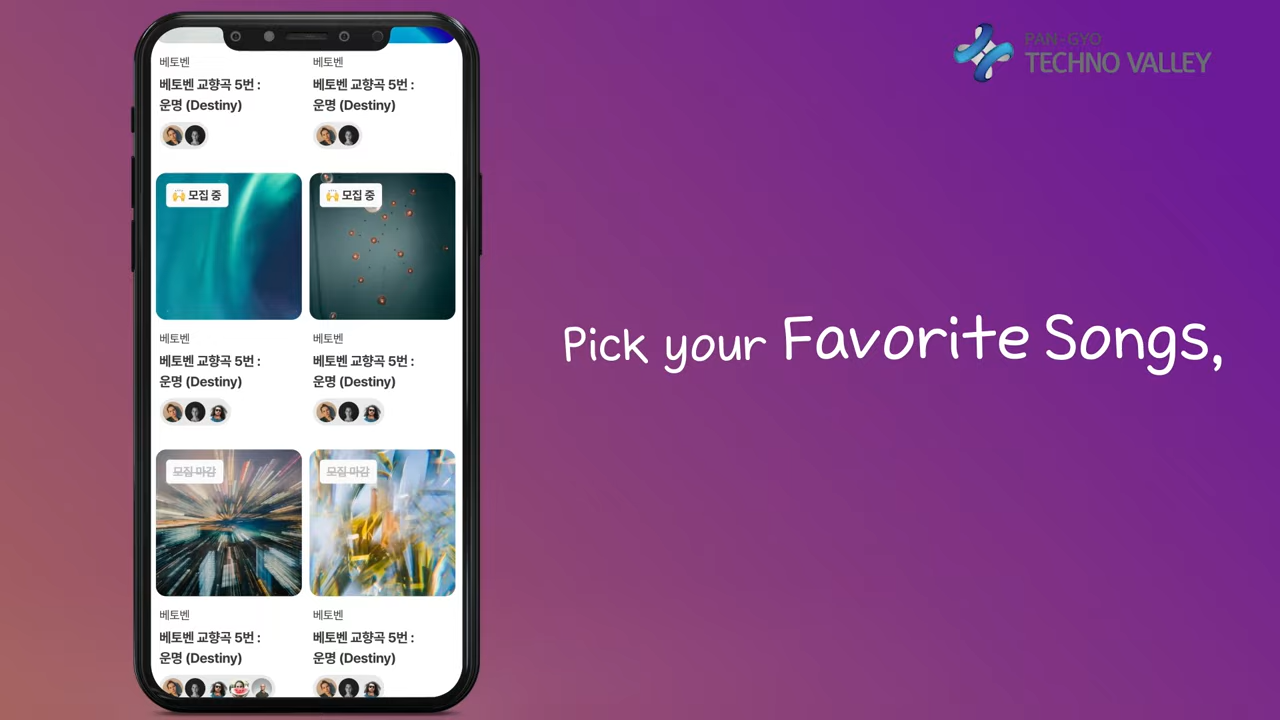 베토벤
베토벤 교향곡 5번 :
운명 (Destiny)
베토벤
베토벤 교향곡 5번 :
운명 (Destiny)
모집 중
모집 중
베토벤
베토벤 교향곡 5번 :
운명 (Destiny)
베토벤
베토벤 교향곡 5번 :
운명 (Destiny)
모집 마감
모집 마감
베토벤
베토벤 교향곡 5번 :
운명 (Destiny)
베토벤
베토벤 교향곡 5번 :
운명 (Destiny)
PAN-GYO
TECHNO VALLEY
Pick your Favorite Songs,